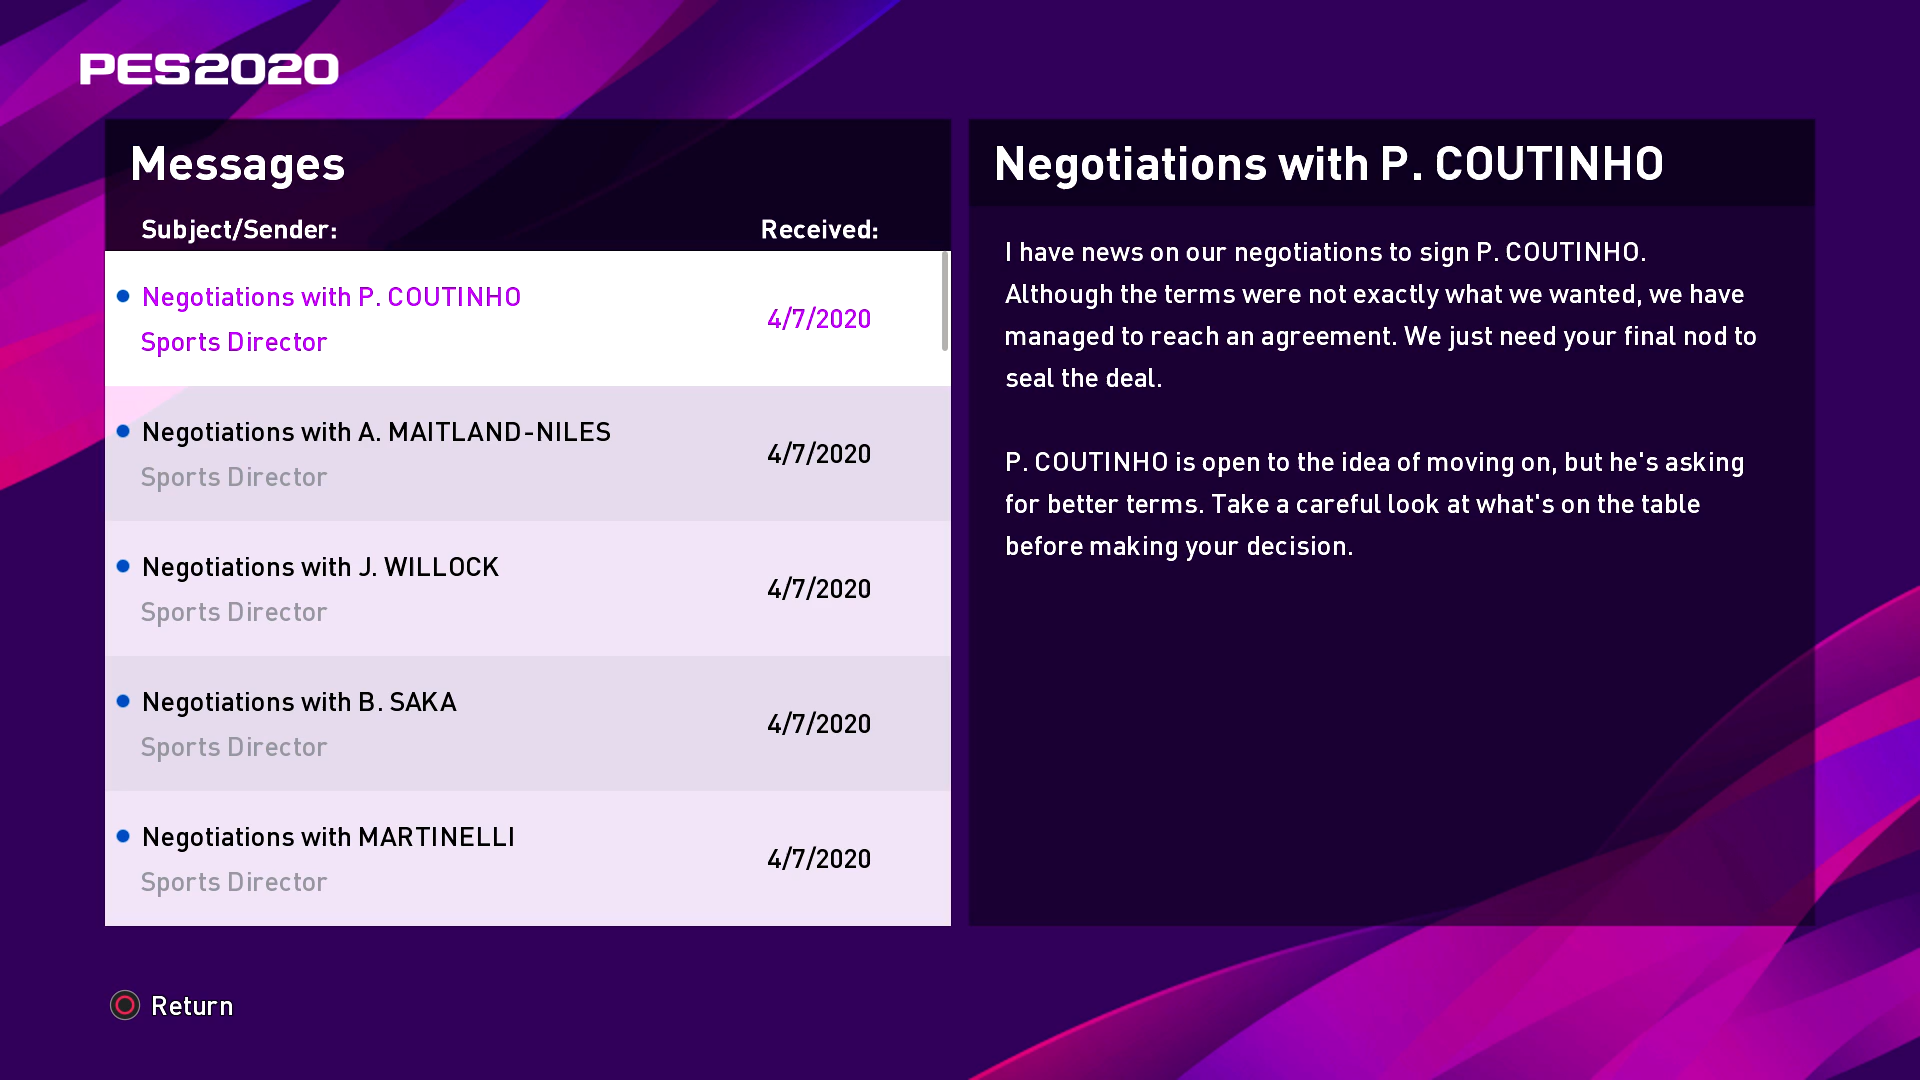 PES2020
Messages
Subject/Sender:
Received:
Negotiations with P. COUTINHO
Sports Director
4/7/2020
Negotiations with A. MAITLAND-NILES
Sports Director
4/7/2020
Negotiations with J. WILLOCK
Sports Director
4/7/2020
Negotiations with B. SAKA
Sports Director
4/7/2020
Negotiations with MARTINELLI
Sports Director
4/7/2020
Negotiations with P. COUTINHO
I have news on our negotiations to sign P. COUTINHO.
Although the terms were not exactly what we wanted, we have
managed to reach an agreement. We just need your final nod to
seal the deal.
P. COUTINHO is open to the idea of moving on, but he's asking
for better terms. Take a careful look at what's on the table
before making your decision.
Return